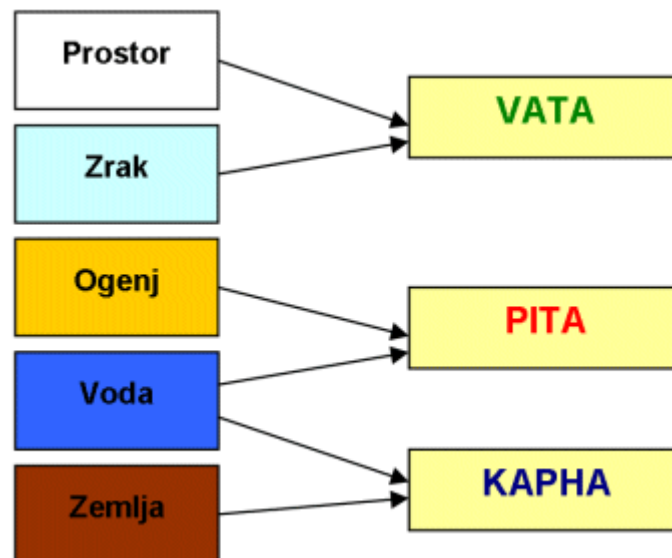 Prostor
Zrak
Ogenj
Voda
Zemlja
VATA
PITA
KAPHA